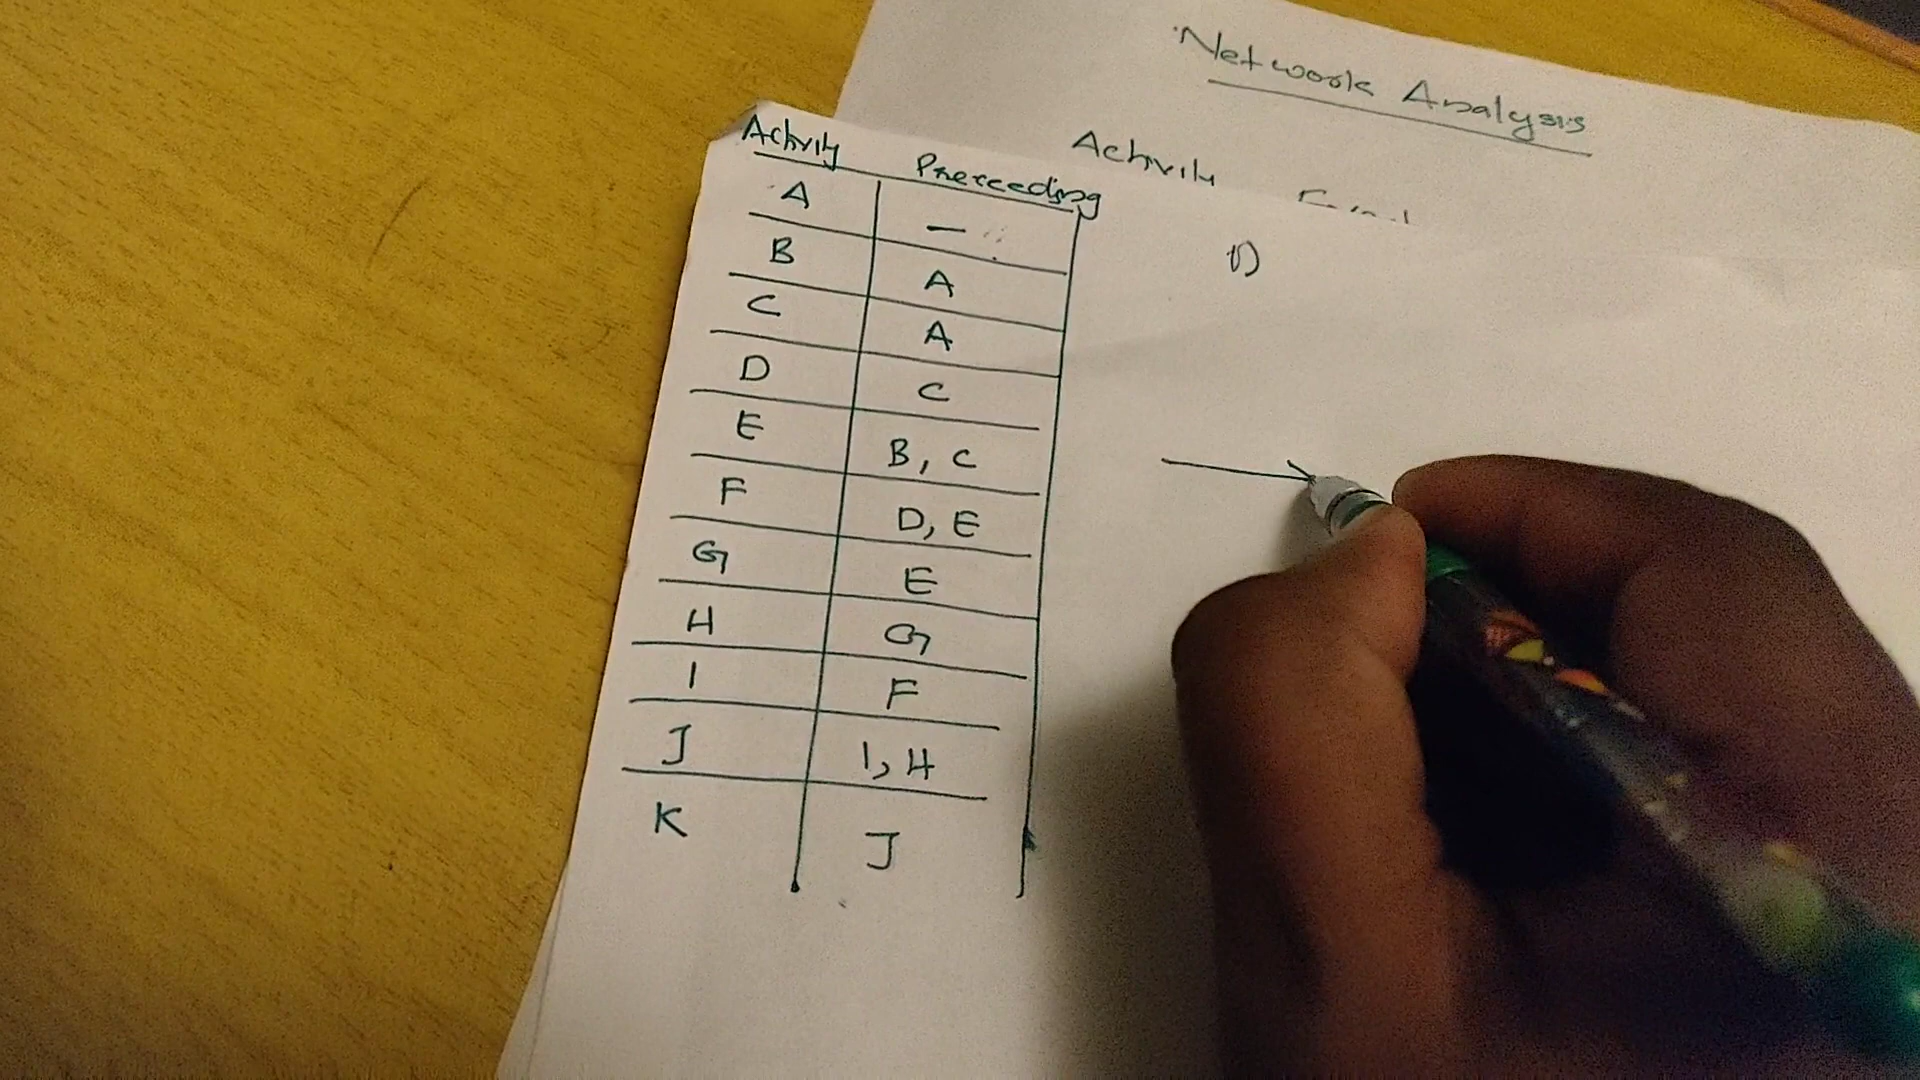 Network Analysis
Activity
Activity Preceeding
A —
B A
C A
D C
E B, C
F D, E
G E
H G
I F
J I, H
K J
1)